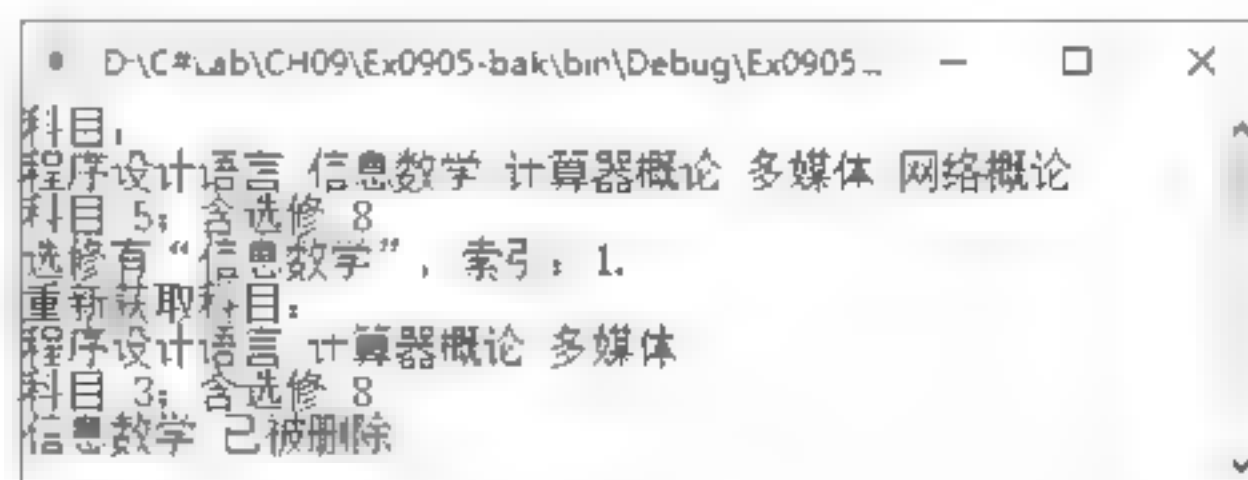 D:\C#Lab\CH09\Ex0905-bak\bin\Debug\Ex0905...
科目:
程序设计语言 信息数学 计算器概论 多媒体 网络概论
科目 5; 含选修 8
选修有“信息数学”, 索引: 1.
重新获取科目:
程序设计语言 计算器概论 多媒体
科目 3; 含选修 8
信息数学 已被删除